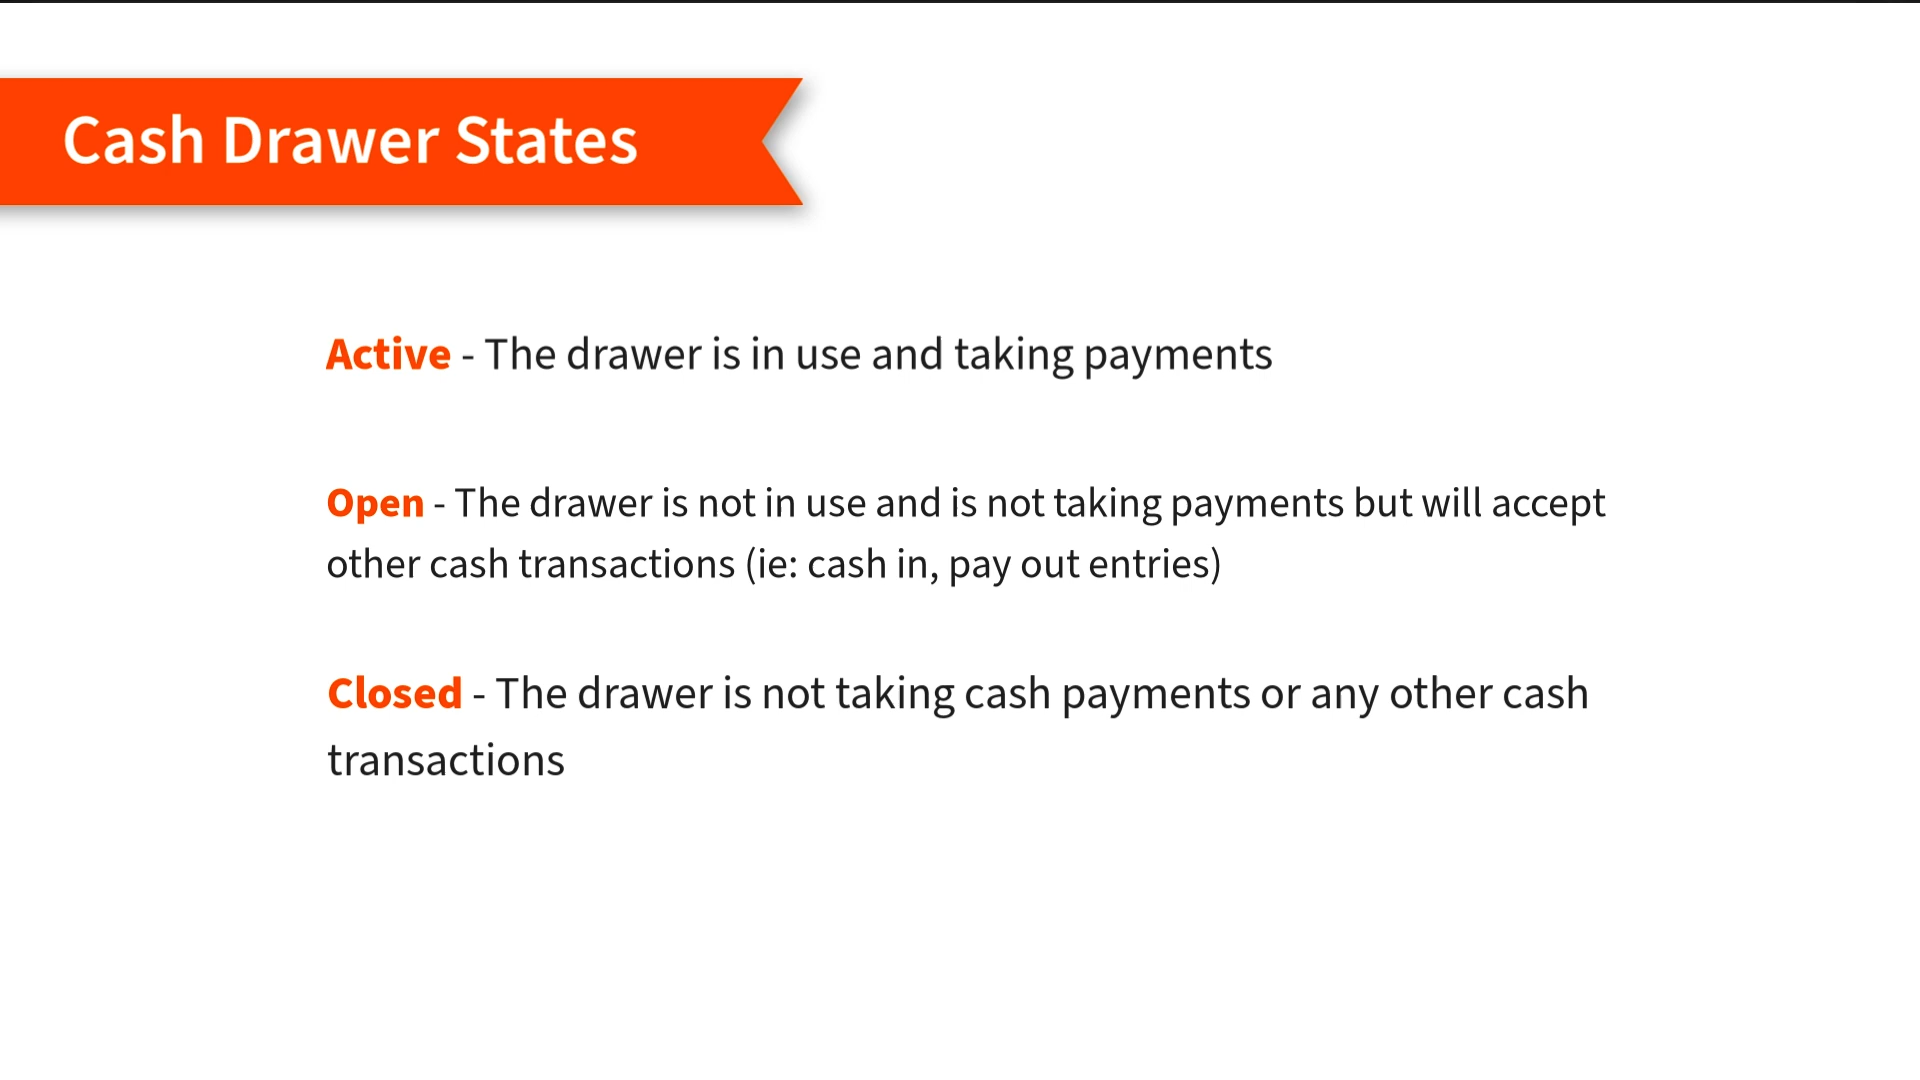 Cash Drawer States
Active - The drawer is in use and taking payments
Open - The drawer is not in use and is not taking payments but will accept
other cash transactions (ie: cash in, pay out entries)
Closed - The drawer is not taking cash payments or any other cash
transactions